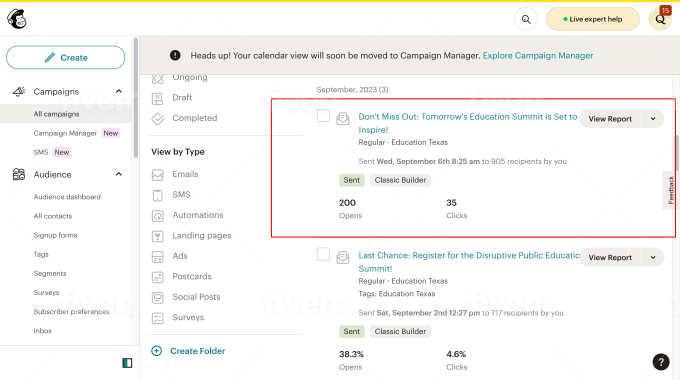 15
Live expert help
Q
Create
Heads up! Your calendar view will soon be moved to Campaign Manager. Explore Campaign Manager
Campaigns
All campaigns
Campaign Manager New
SMS New
Audience
Audience dashboard
All contacts
Signup forms
Tags
Segments
Surveys
Subscriber preferences
Inbox
Ongoing
Draft
Completed
View by Type
Emails
SMS
Automations
Landing pages
Ads
Postcards
Social Posts
Surveys
Create Folder
September, 2023 (3)
Don't Miss Out: Tomorrow's Education Summit is Set to
Inspire!
View Report
Regular · Education Texas
Sent Wed, September 6th 8:25 am to 905 recipients by you
Sent Classic Builder
200 35
Opens Clicks
Feedback
Last Chance: Register for the Disruptive Public Educatic
Summit!
View Report
Regular · Education Texas
Tags: Education Texas
Sent Sat, September 2nd 12:27 pm to 717 recipients by you
Sent Classic Builder
38.3% 4.6%
Opens Clicks
?